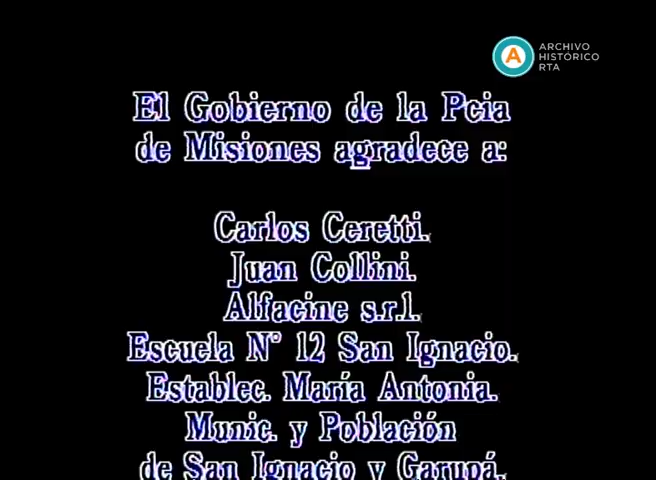 ARCHIVO
HISTÓRICO
RTA
El Gobierno de la Pcia
de Misiones agradece a:
Carlos Ceretti.
Juan Collini.
Alfacine s.r.l.
Escuela N° 12 San Ignacio.
Establec. María Antonia.
Munic. y Población
de San Ignacio y Garupá.